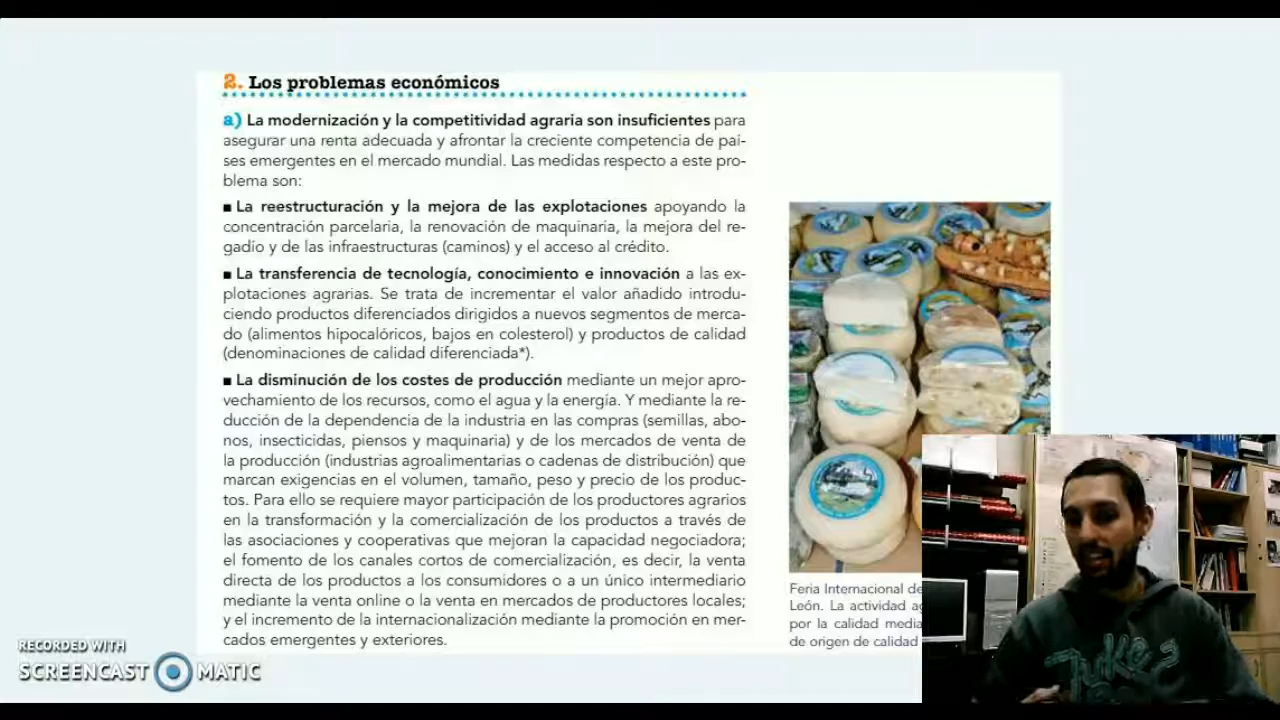 2. Los problemas económicos
a) La modernización y la competitividad agraria son insuficientes para
asegurar una renta adecuada y afrontar la creciente competencia de paí-
ses emergentes en el mercado mundial. Las medidas respecto a este pro-
blema son:
■ La reestructuración y la mejora de las explotaciones apoyando la
concentración parcelaria, la renovación de maquinaria, la mejora del re-
gadío y de las infraestructuras (caminos) y el acceso al crédito.
■ La transferencia de tecnología, conocimiento e innovación a las ex-
plotaciones agrarias. Se trata de incrementar el valor añadido introdu-
ciendo productos diferenciados dirigidos a nuevos segmentos de merca-
do (alimentos hipocalóricos, bajos en colesterol) y productos de calidad
(denominaciones de calidad diferenciada*).
■ La disminución de los costes de producción mediante un mejor apro-
vechamiento de los recursos, como el agua y la energía. Y mediante la re-
ducción de la dependencia de la industria en las compras (semillas, abo-
nos, insecticidas, piensos y maquinaria) y de los mercados de venta de
la producción (industrias agroalimentarias o cadenas de distribución) que
marcan exigencias en el volumen, tamaño, peso y precio de los produc-
tos. Para ello se requiere mayor participación de los productores agrarios
en la transformación y la comercialización de los productos a través de
las asociaciones y cooperativas que mejoran la capacidad negociadora;
el fomento de los canales cortos de comercialización, es decir, la venta
directa de los productos a los consumidores o a un único intermediario
mediante la venta online o la venta en mercados de productores locales;
y el incremento de la internacionalización mediante la promoción en mer-
cados emergentes y exteriores.
Feria Internacional de
León. La actividad ag
por la calidad media
de origen de calidad
RECORDED WITH
SCREENCAST MATIC